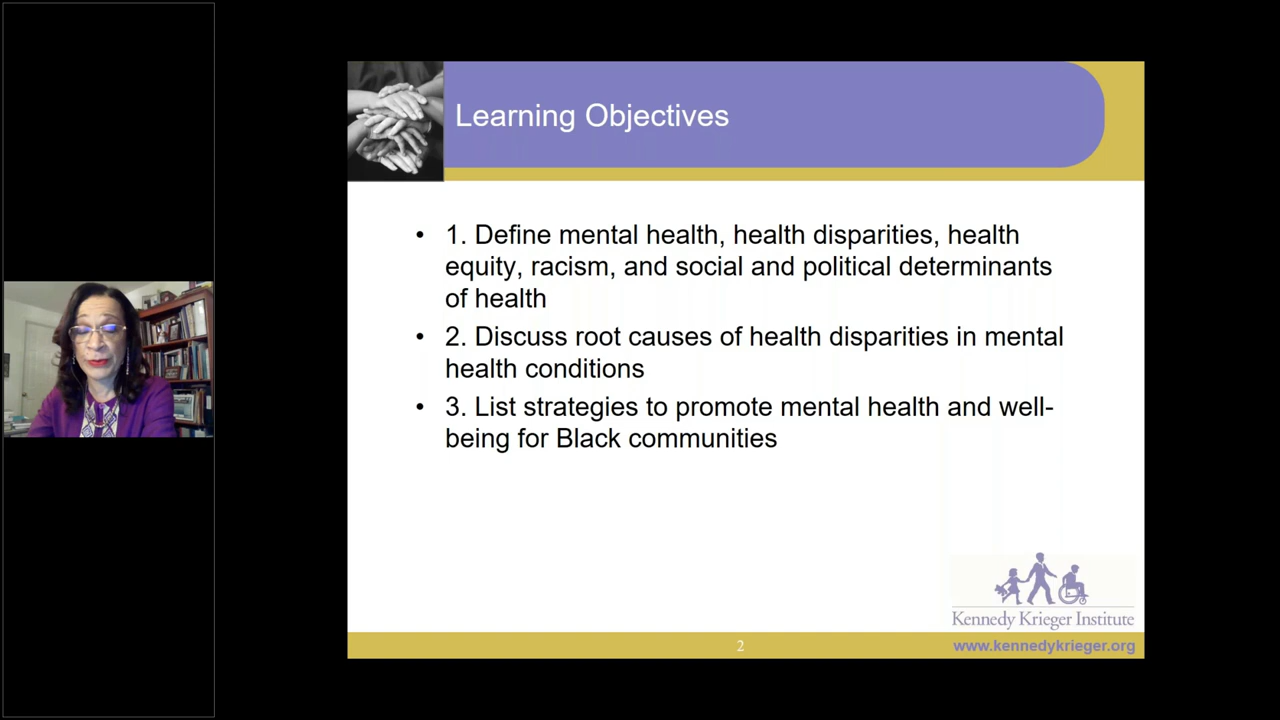 Learning Objectives
• 1. Define mental health, health disparities, health
equity, racism, and social and political determinants
of health
• 2. Discuss root causes of health disparities in mental
health conditions
• 3. List strategies to promote mental health and well-
being for Black communities
Kennedy Krieger Institute
2
www.kennedykrieger.org